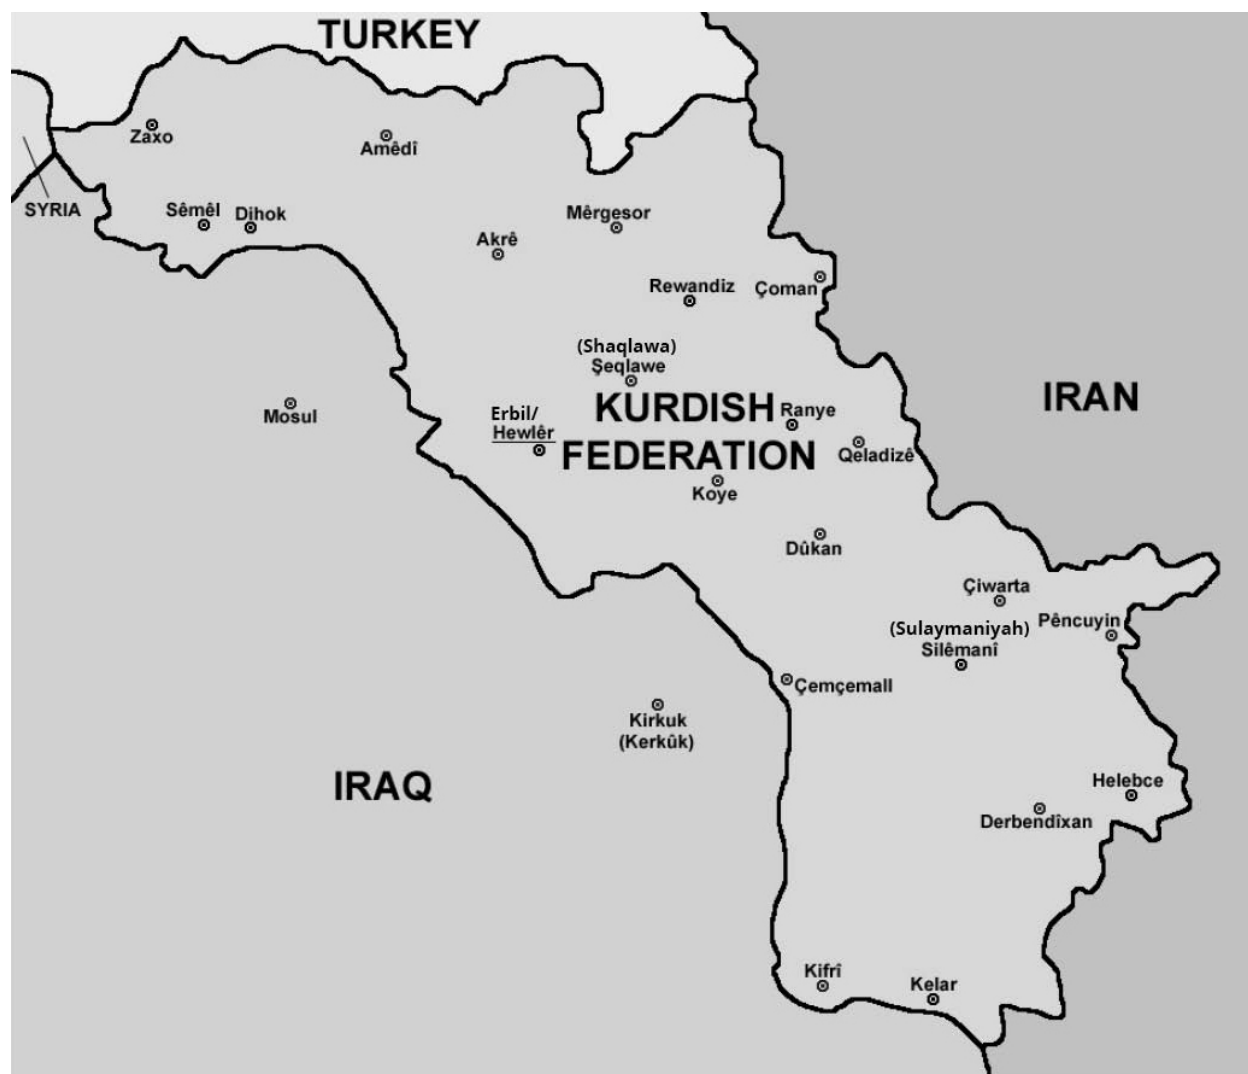 TURKEY
Zaxo
Amêdî
SYRIA
Sêmêl
Dihok
Mêrgesor
Akrê
Rewandiz
Çoman
(Shaqlawa)
Şeqlawe
IRAN
Mosul
Erbil/
Hewlêr
KURDISH
FEDERATION
Ranye
Qeladizê
Koye
Dûkan
Çiwarta
(Sulaymaniyah)
Silêmanî
Pêncuyin
Çemçemall
Kirkuk
(Kerkûk)
IRAQ
Helebce
Derbendîxan
Kifrî
Kelar